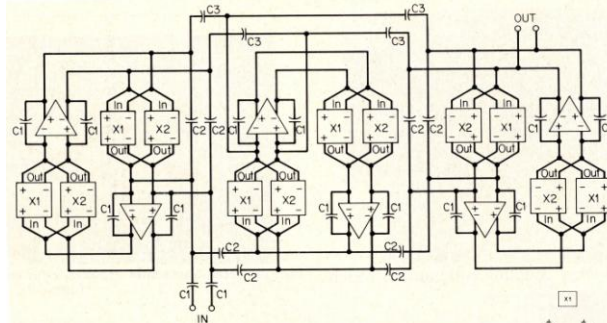 C3 C3
OUT
C3 C3
In In In In In In
C1 C1 X1 X2 C2 C2 C1 C1 X1 X2 C2 C2 X2 X1 C1 C1
Out Out Out Out Out Out
Out Out Out Out
X1 X2 C1 C1 X1 X2 C1 C1 C1 C1 X2 X1
In In In In In In
C2 C2
C2 C2
C1 C1
IN
X1